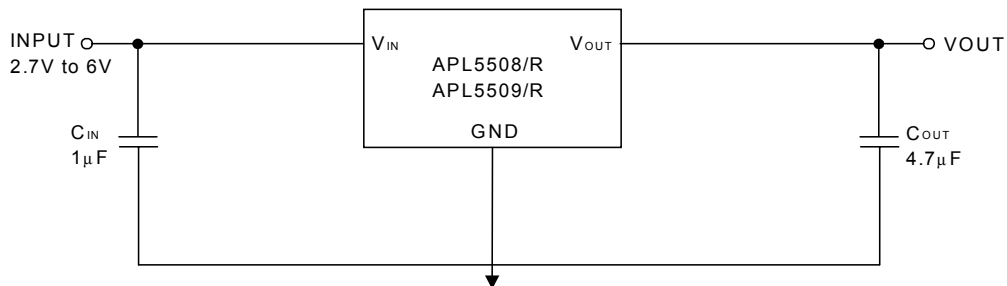 INPUT
2.7V to 6V
VIN
VOUT
APL5508/R
APL5509/R
GND
VOUT
CIN
1μF
COUT
4.7μF